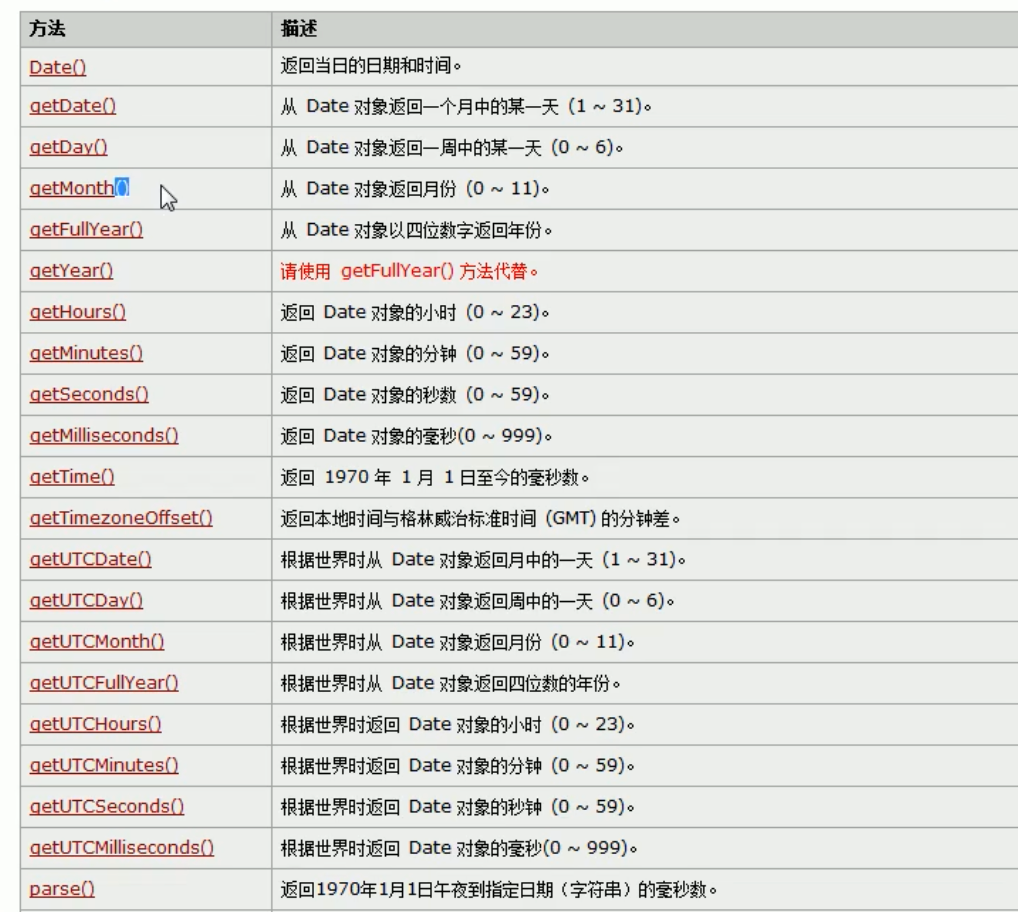 方法 描述
Date() 返回当日的日期和时间。
getDate() 从 Date 对象返回一个月中的某一天 (1 ~ 31)。
getDay() 从 Date 对象返回一周中的某一天 (0 ~ 6)。
getMonth() 从 Date 对象返回月份 (0 ~ 11)。
getFullYear() 从 Date 对象以四位数字返回年份。
getYear() 请使用 getFullYear() 方法代替。
getHours() 返回 Date 对象的小时 (0 ~ 23)。
getMinutes() 返回 Date 对象的分钟 (0 ~ 59)。
getSeconds() 返回 Date 对象的秒数 (0 ~ 59)。
getMilliseconds() 返回 Date 对象的毫秒(0 ~ 999)。
getTime() 返回 1970 年 1 月 1 日至今的毫秒数。
getTimezoneOffset() 返回本地时间与格林威治标准时间 (GMT) 的分钟差。
getUTCDate() 根据世界时从 Date 对象返回月中的一天 (1 ~ 31)。
getUTCDay() 根据世界时从 Date 对象返回周中的一天 (0 ~ 6)。
getUTCMonth() 根据世界时从 Date 对象返回月份 (0 ~ 11)。
getUTCFullYear() 根据世界时从 Date 对象返回四位数的年份。
getUTCHours() 根据世界时返回 Date 对象的小时 (0 ~ 23)。
getUTCMinutes() 根据世界时返回 Date 对象的分钟 (0 ~ 59)。
getUTCSeconds() 根据世界时返回 Date 对象的秒钟 (0 ~ 59)。
getUTCMilliseconds() 根据世界时返回 Date 对象的毫秒(0 ~ 999)。
parse() 返回1970年1月1日午夜到指定日期（字符串）的毫秒数。